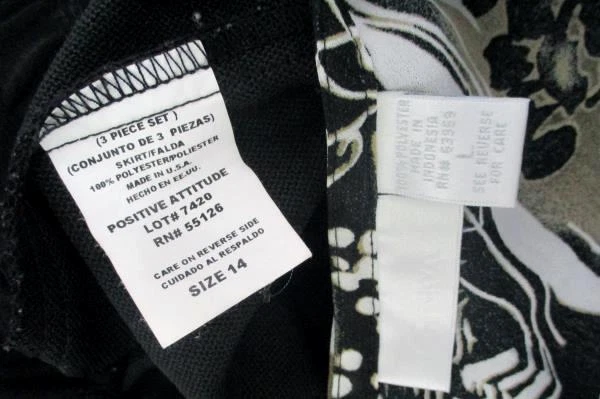 (3 PIECE SET)
(CONJUNTO DE 3 PIEZAS)
SKIRT/FALDA
100% POLYESTER/POLIESTER
MADE IN U.S.A.
HECHO EN EE.UU.
POSITIVE ATTITUDE
LOT# 7420
RN# 55126
CARE ON REVERSE SIDE
CUIDADO AL RESPALDO
SIZE 14
100% POLYESTER
MADE IN
INDONESIA
RN# 63969
L
SEE REVERSE
FOR CARE